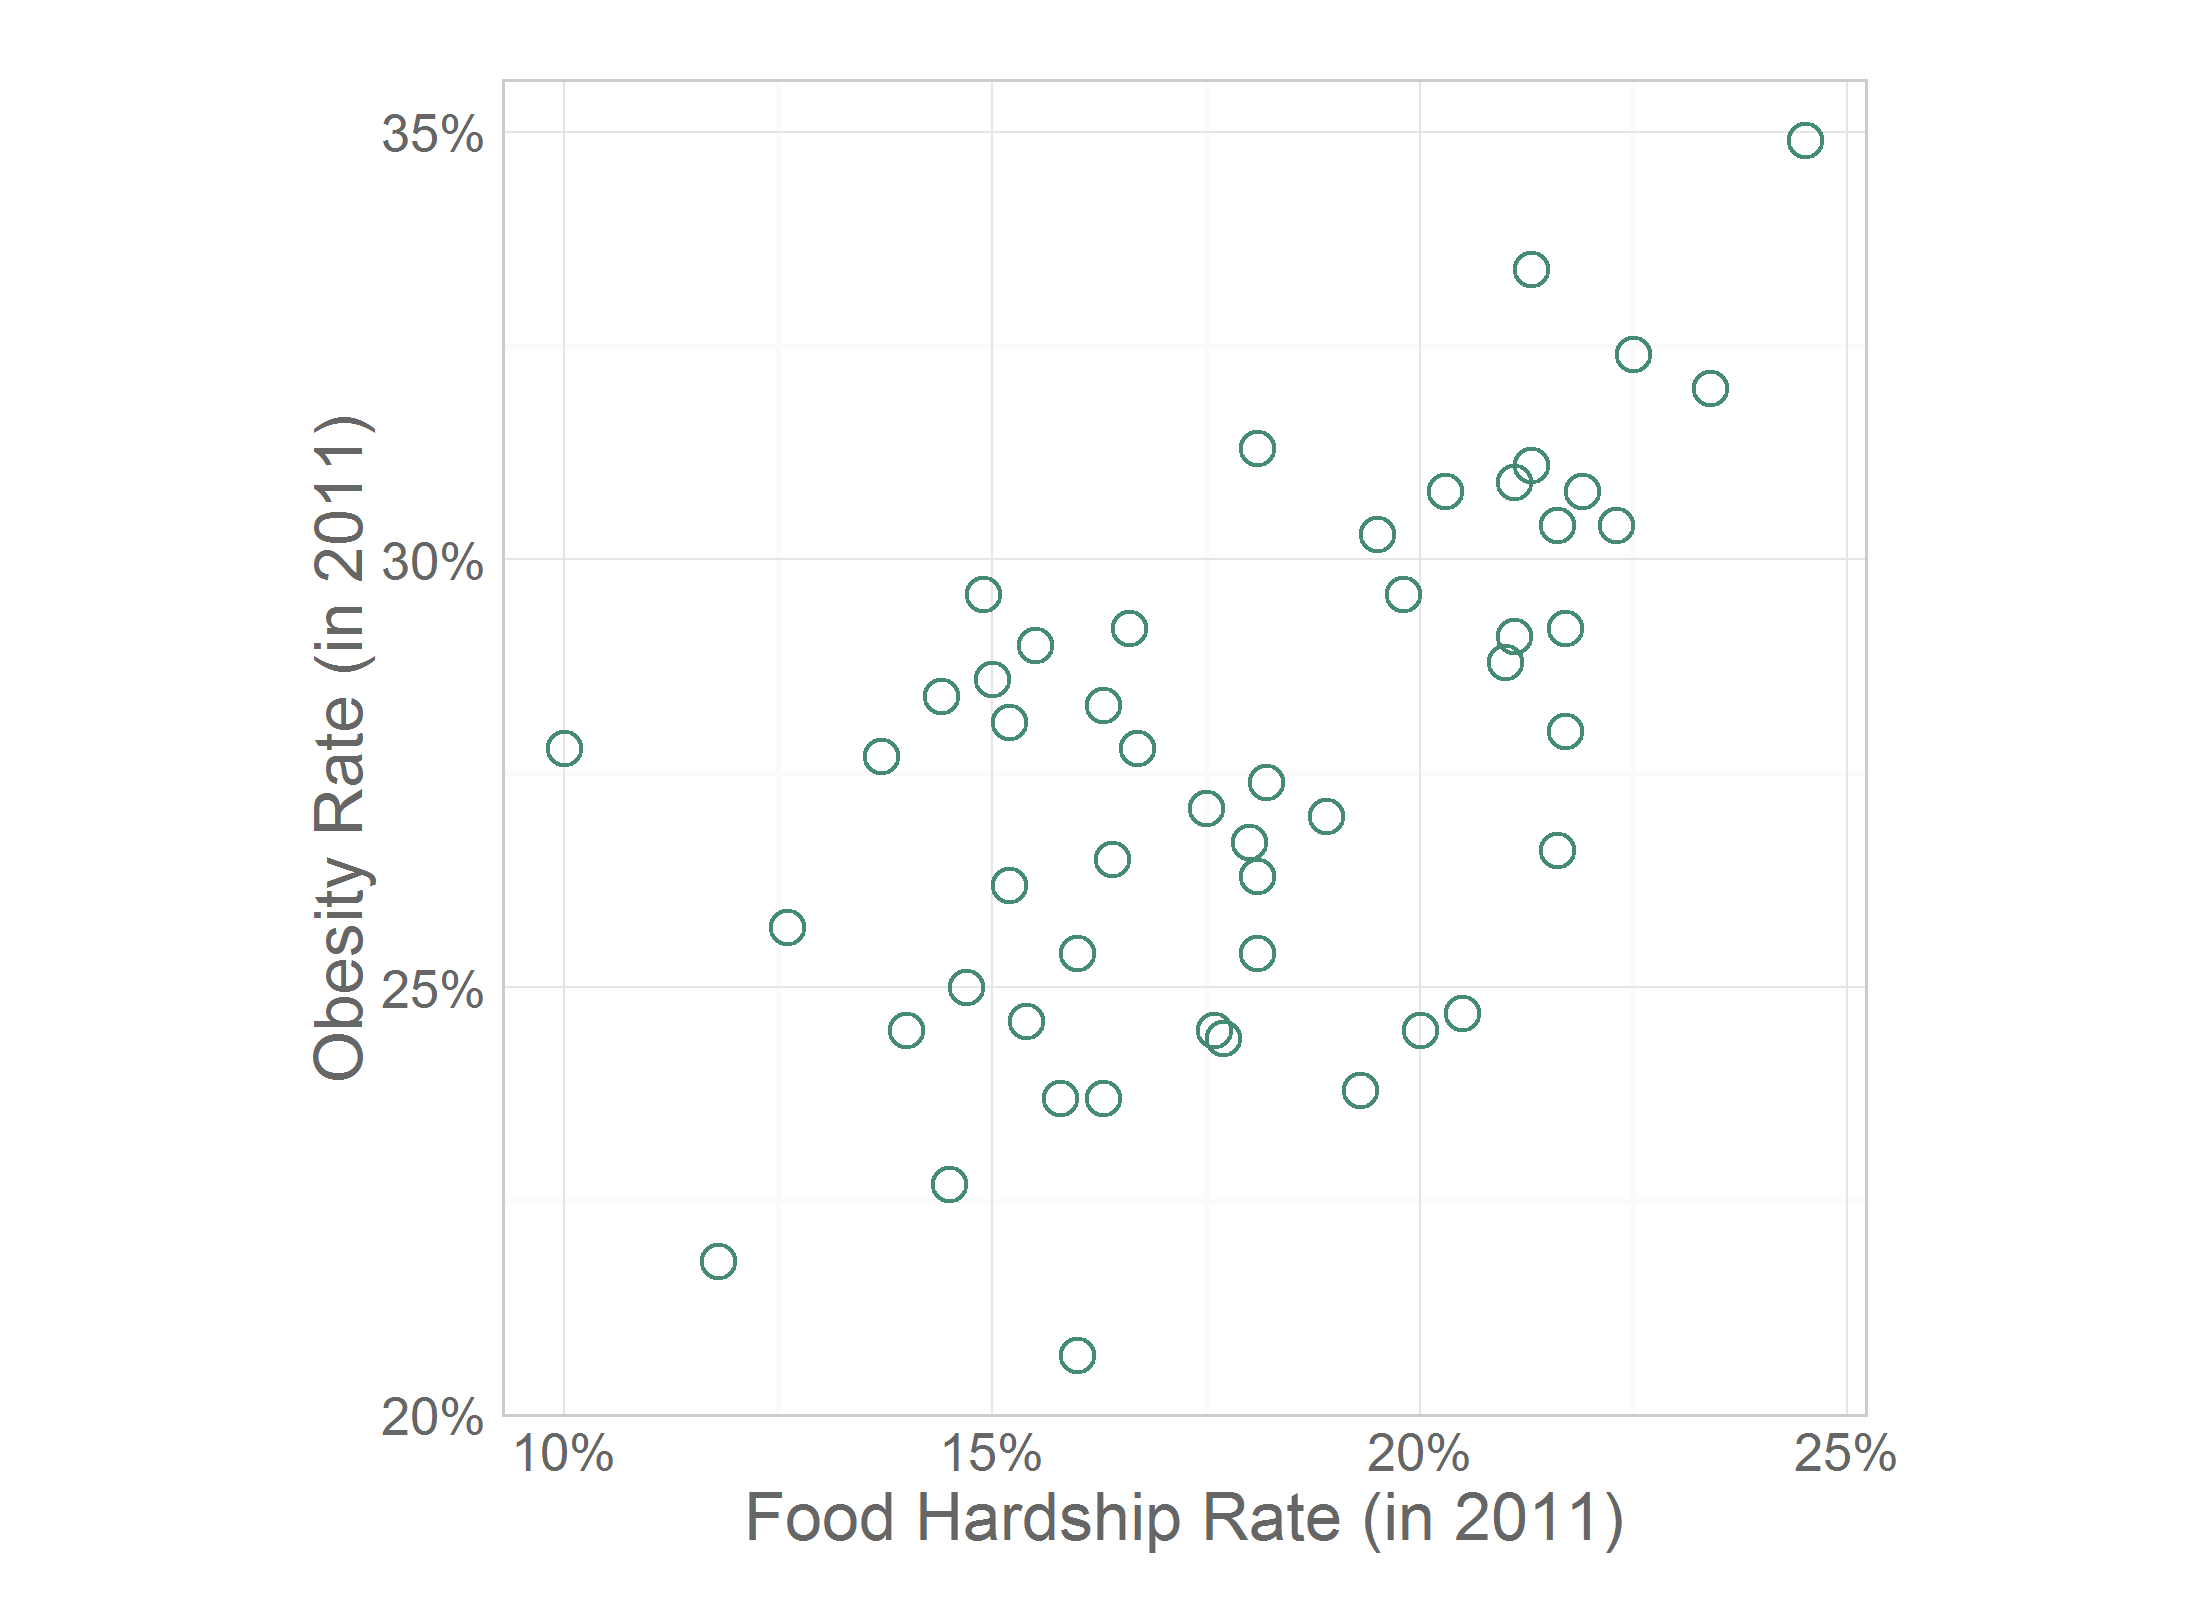 35%
30%
25%
20%
Obesity Rate (in 2011)
10% 15% 20% 25%
Food Hardship Rate (in 2011)